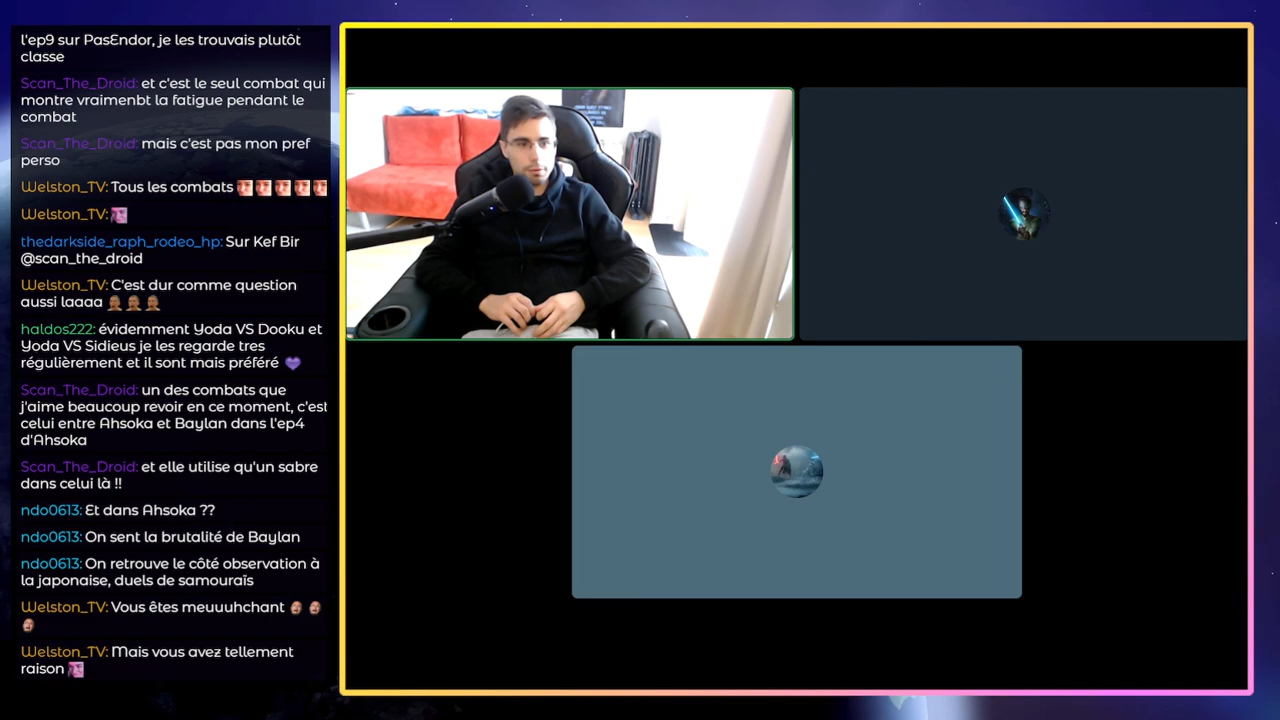 l'ep9 sur PasEndor, je les trouvais plutôt
classe
Scan_The_Droid: et c'est le seul combat qui
montre vraimenbt la fatigue pendant le
combat
Scan_The_Droid: mais c'est pas mon pref
perso
Welston_TV: Tous les combats
Welston_TV:
thedarkside_raph_rodeo_hp: Sur Kef Bir
@scan_the_droid
Welston_TV: C'est dur comme question
aussi laaaa
haldos222: évidemment Yoda VS Dooku et
Yoda VS Sidieus je les regarde tres
régulièrement et il sont mais préféré
Scan_The_Droid: un des combats que
j'aime beaucoup revoir en ce moment, c'est
celui entre Ahsoka et Baylan dans l'ep4
d'Ahsoka
Scan_The_Droid: et elle utilise qu'un sabre
dans celui là !!
ndo0613: Et dans Ahsoka ??
ndo0613: On sent la brutalité de Baylan
ndo0613: On retrouve le côté observation à
la japonaise, duels de samouraïs
Welston_TV: Vous êtes meuuuhchant
Welston_TV: Mais vous avez tellement
raison